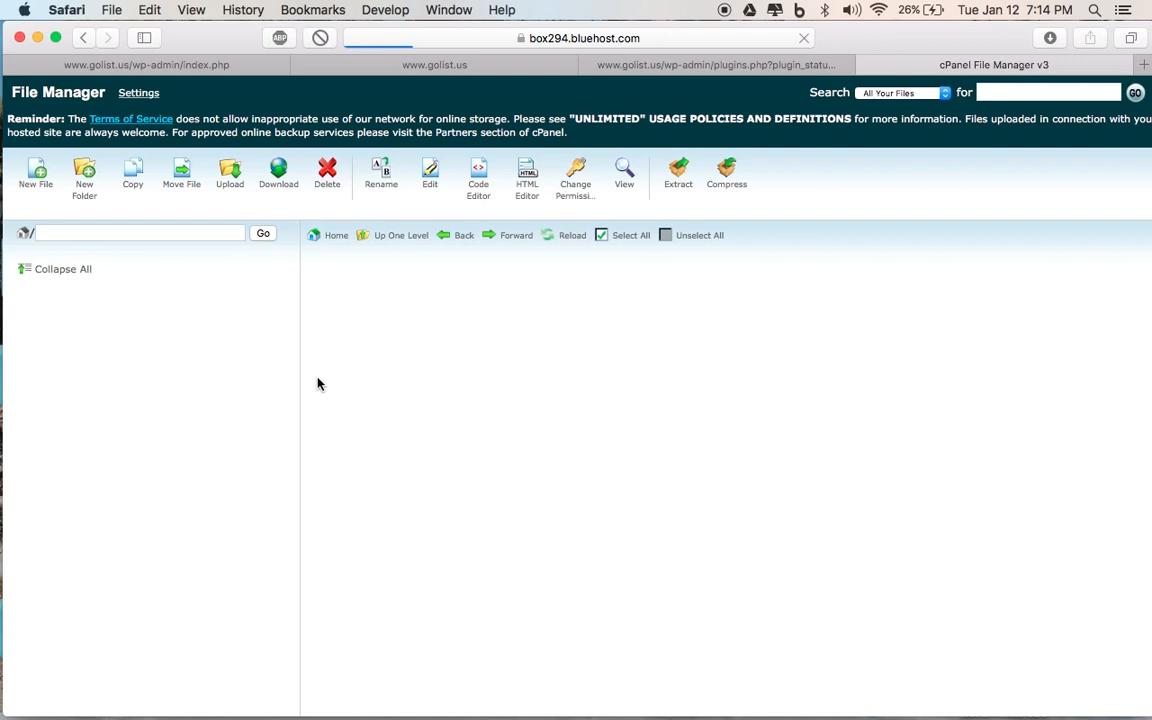 Safari File Edit View History Bookmarks Develop Window Help 26% Tue Jan 12 7:14 PM
ABP box294.bluehost.com
www.golist.us/wp-admin/index.php www.golist.us www.golist.us/wp-admin/plugins.php?plugin_statu... cPanel File Manager v3
File Manager Settings Search All Your Files for GO
Reminder: The Terms of Service does not allow inappropriate use of our network for online storage. Please see "UNLIMITED" USAGE POLICIES AND DEFINITIONS for more information. Files uploaded in connection with you
hosted site are always welcome. For approved online backup services please visit the Partners section of cPanel.
New File New Folder Copy Move File Upload Download Delete Rename Edit Code Editor HTML Editor Change Permissi... View Extract Compress
/ Go Home Up One Level Back Forward Reload Select All Unselect All
Collapse All